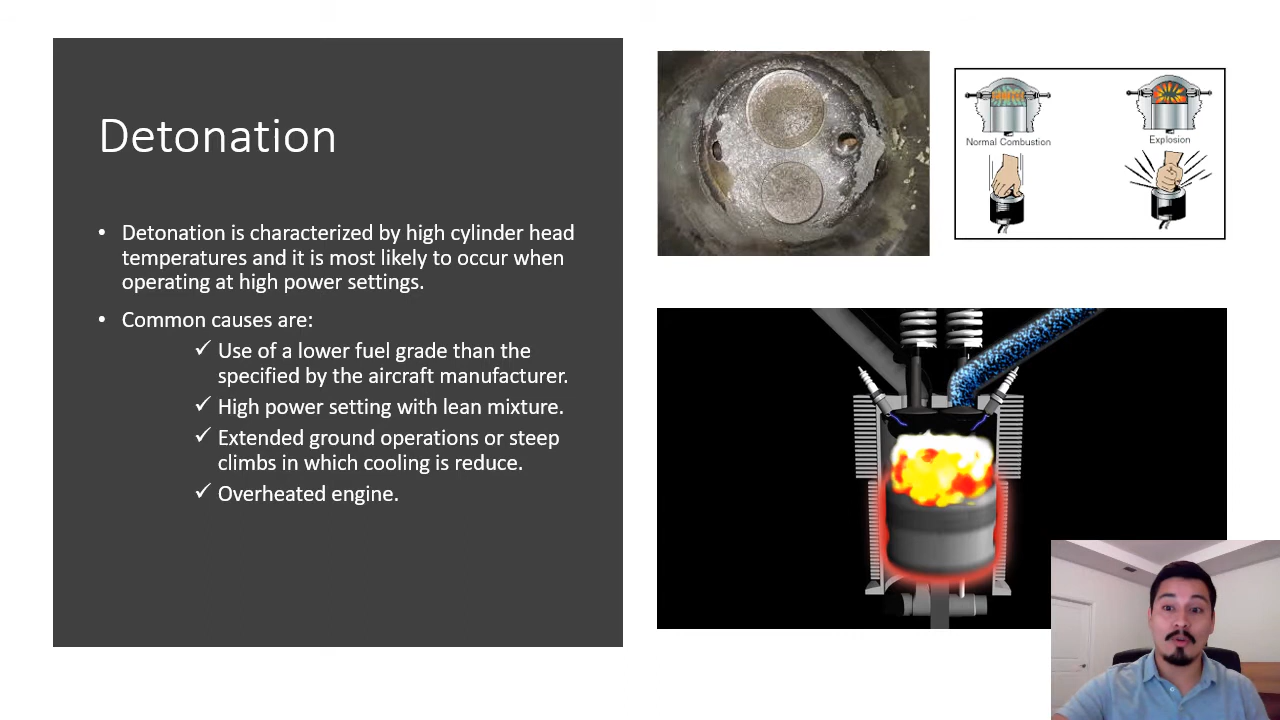 Detonation
• Detonation is characterized by high cylinder head
temperatures and it is most likely to occur when
operating at high power settings.
• Common causes are:
✓ Use of a lower fuel grade than the
specified by the aircraft manufacturer.
✓ High power setting with lean mixture.
✓ Extended ground operations or steep
climbs in which cooling is reduce.
✓ Overheated engine.
Normal Combustion
Explosion